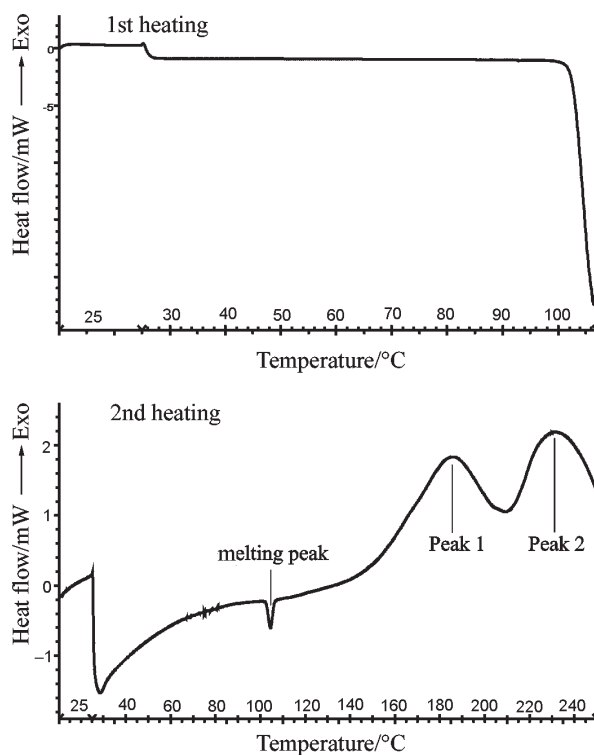 1st heating
Heat flow/mW ⟶ Exo
0
-5
25 30 40 50 60 70 80 90 100
Temperature/°C
2nd heating
Heat flow/mW ⟶ Exo
2
1
0
−1
melting peak
Peak 1
Peak 2
25 40 60 80 100 120 140 160 180 200 220 240
Temperature/°C